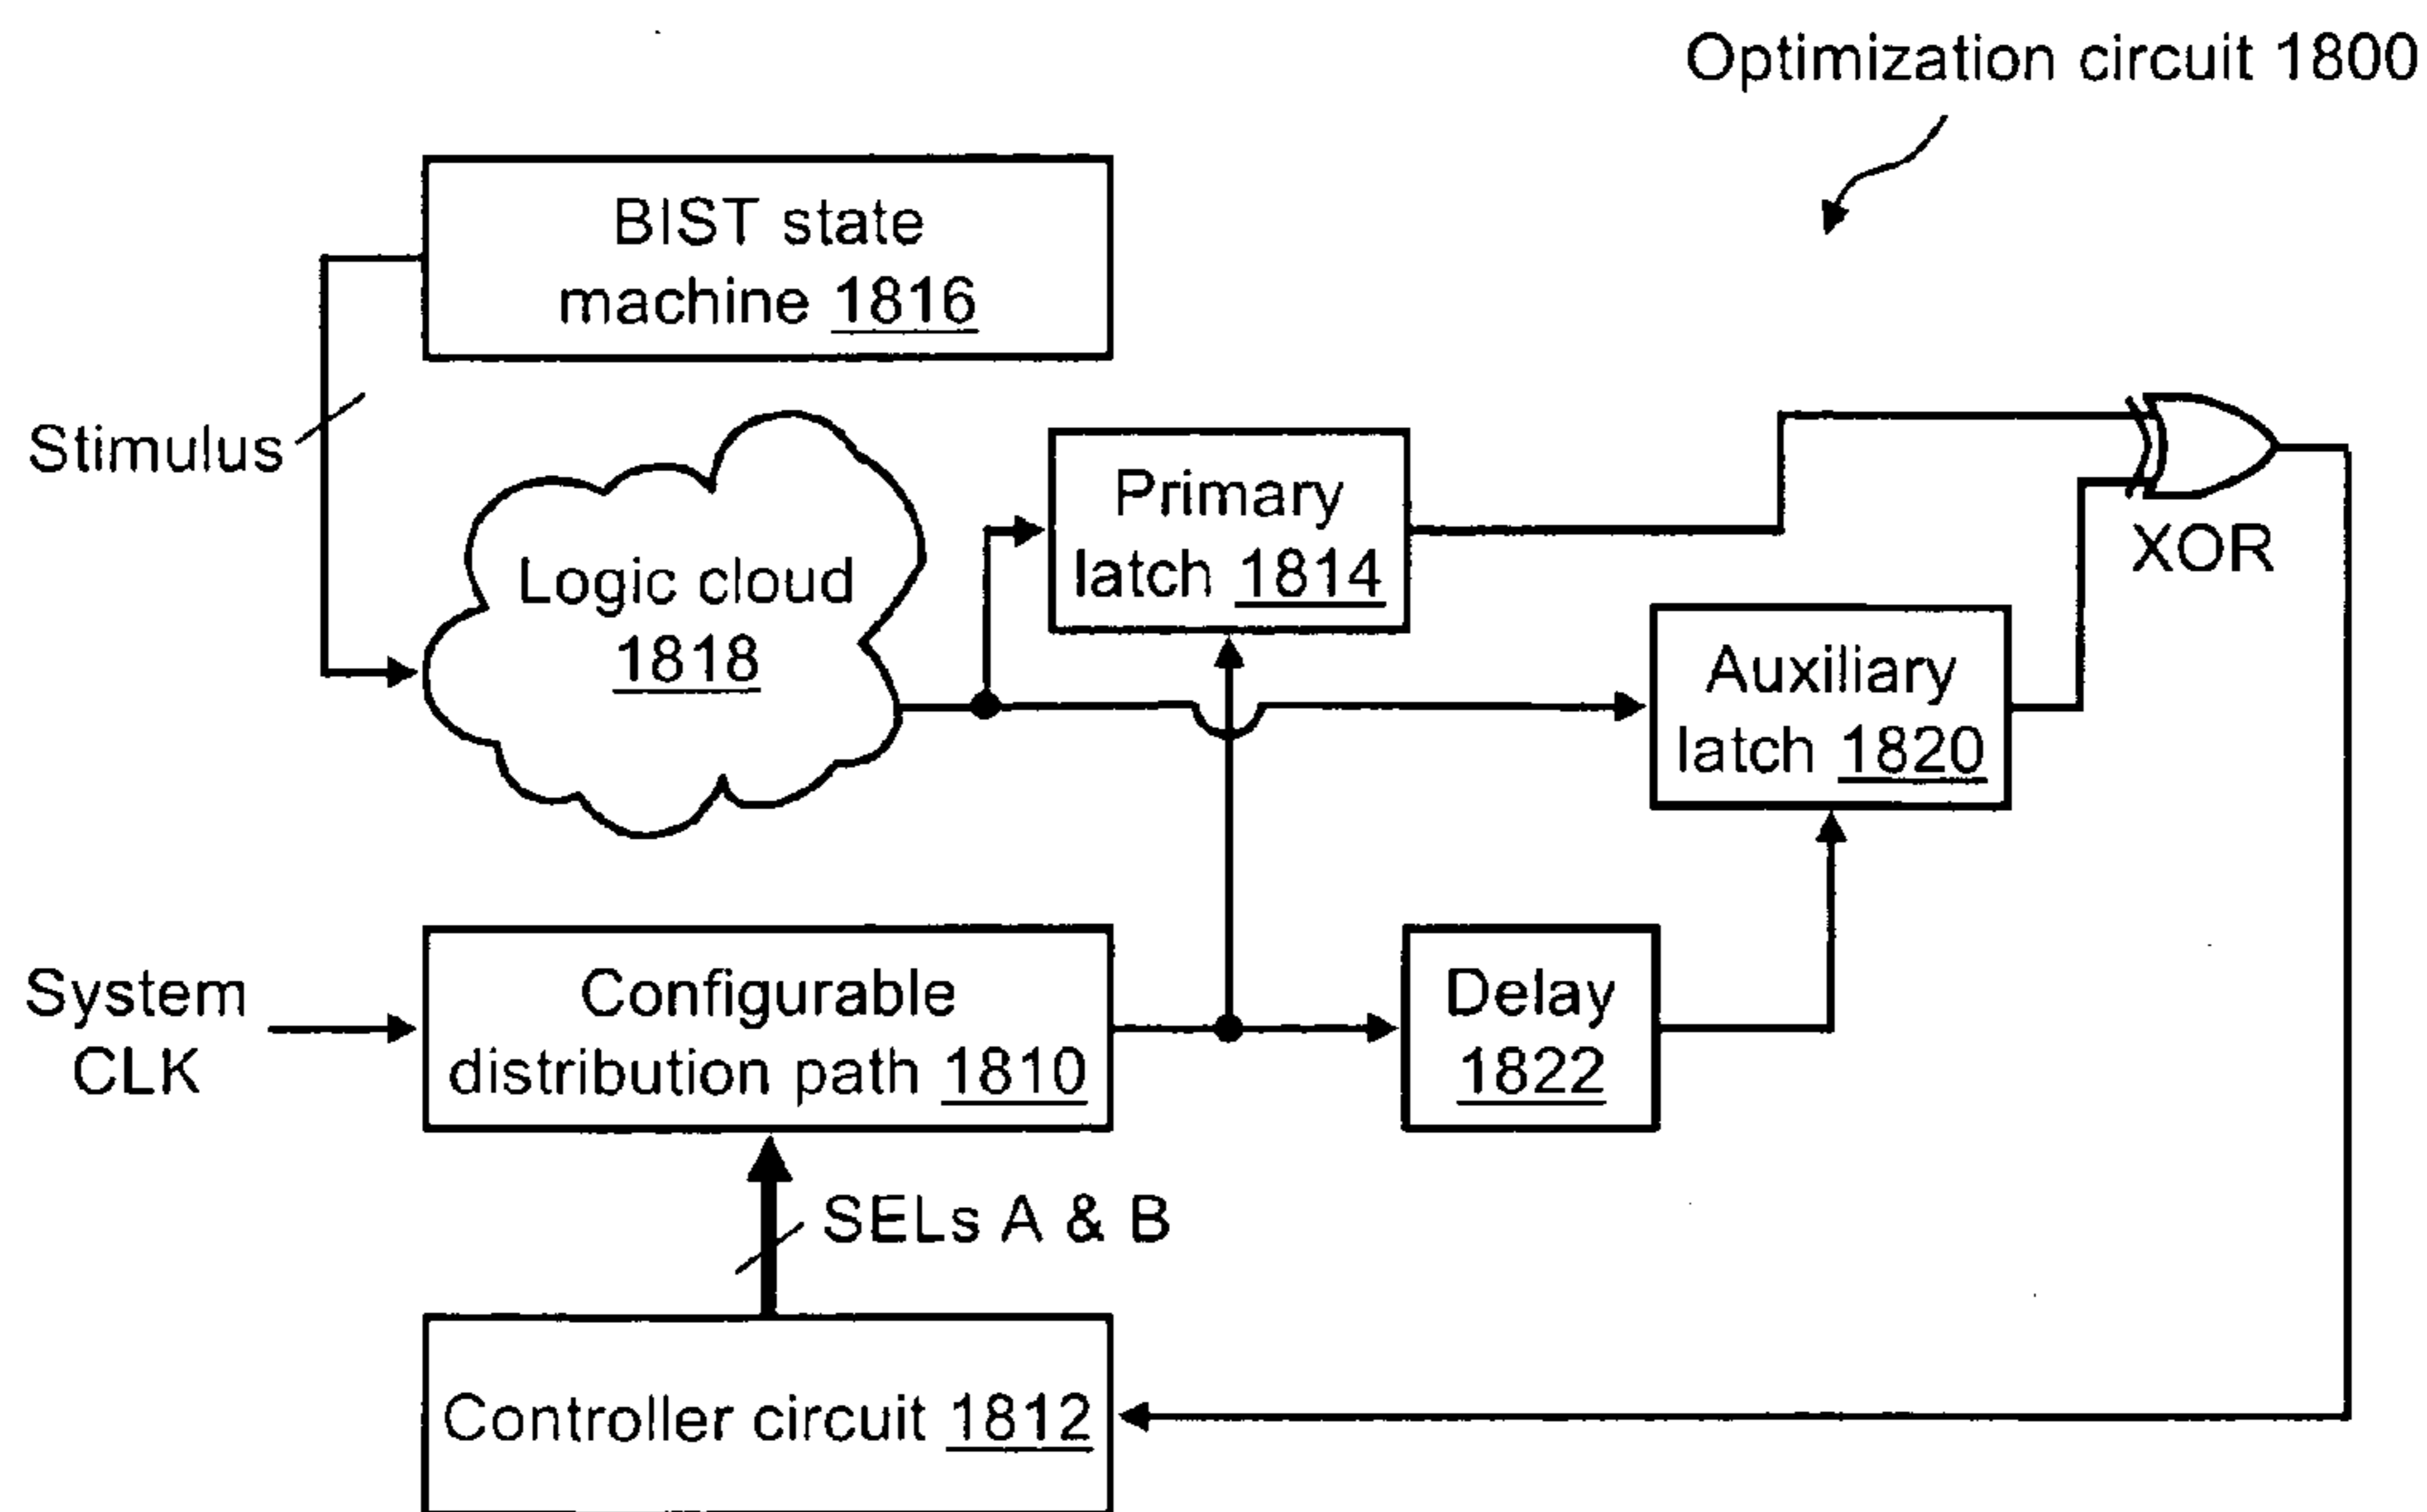 Optimization circuit 1800
BIST state
machine 1816
Stimulus
Logic cloud
1818
Primary
latch 1814
XOR
Auxiliary
latch 1820
System
CLK
Configurable
distribution path 1810
Delay
1822
SELs A & B
Controller circuit 1812